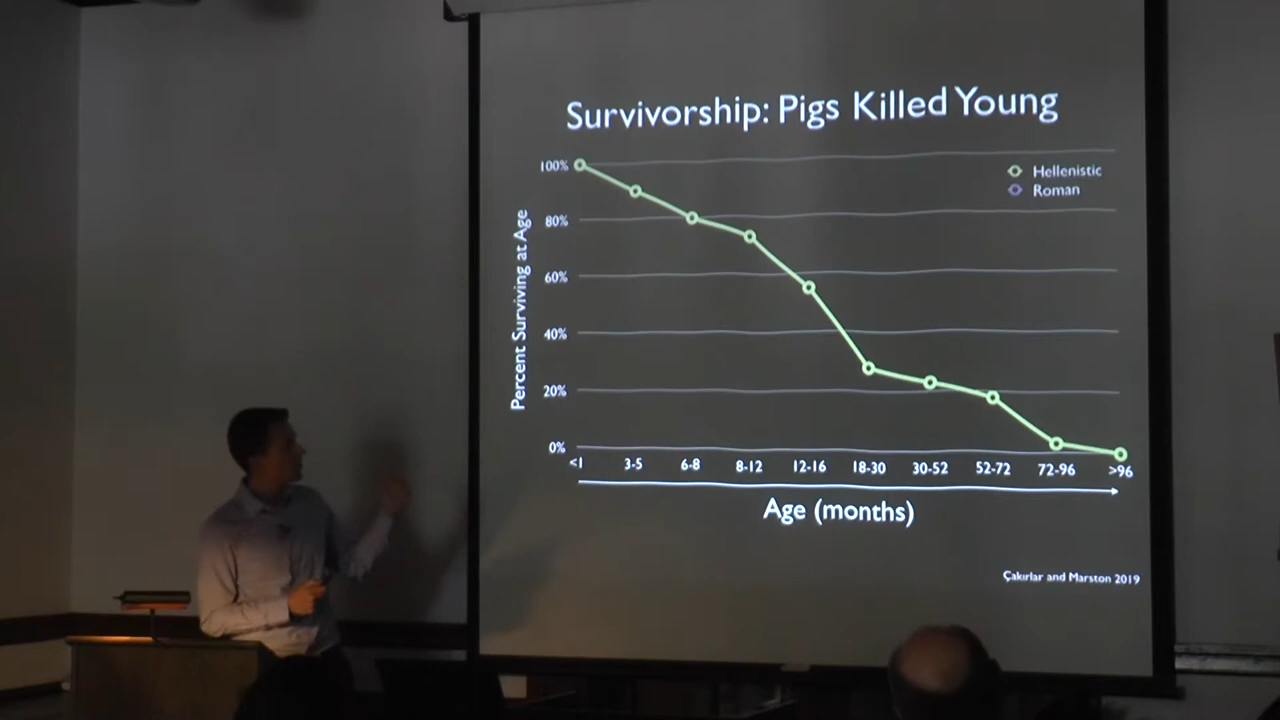 Survivorship: Pigs Killed Young
Hellenistic
Roman
Percent Surviving at Age
100%
80%
60%
40%
20%
0%
<1 3-5 6-8 8-12 12-16 18-30 30-52 52-72 72-96 >96
Age (months)
Çakırlar and Marston 2019